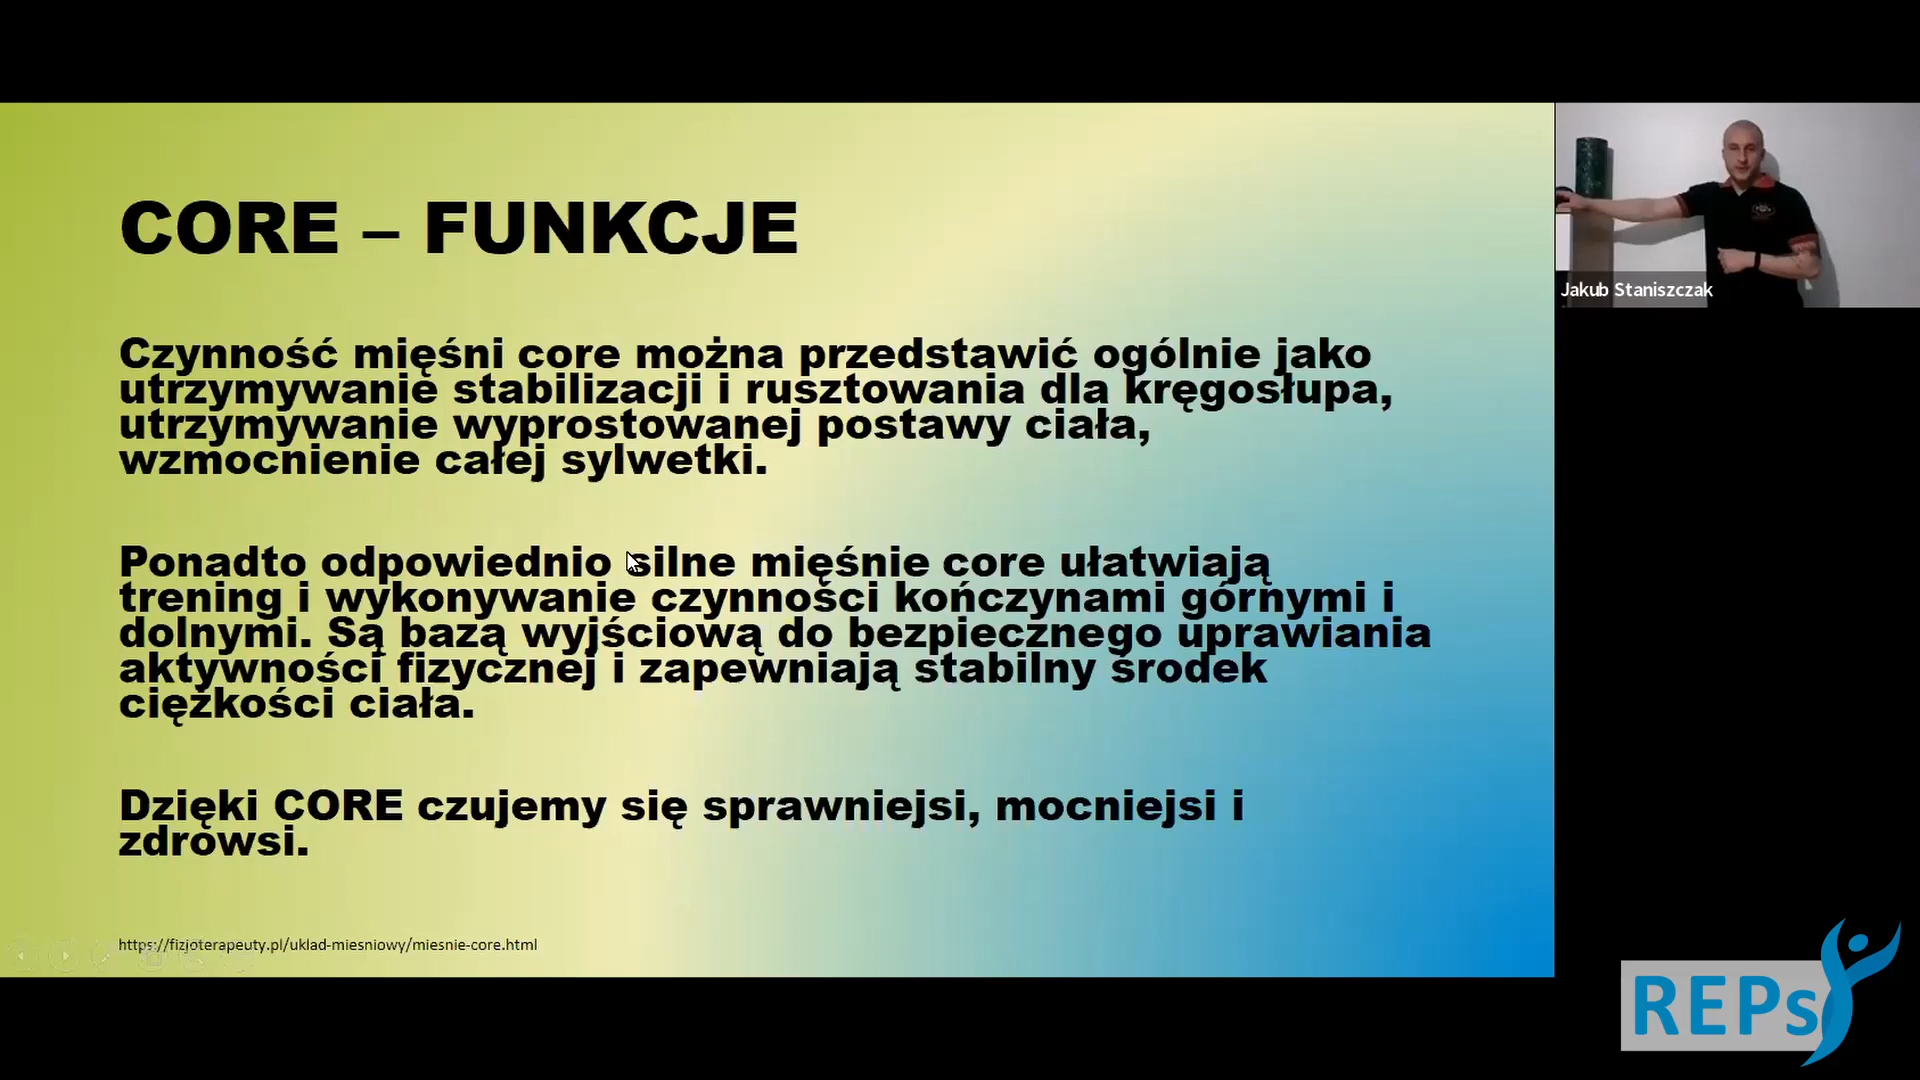 CORE – FUNKCJE
Czynność mięśni core można przedstawić ogólnie jako
utrzymywanie stabilizacji i rusztowania dla kręgosłupa,
utrzymywanie wyprostowanej postawy ciała,
wzmocnienie całej sylwetki.
Ponadto odpowiednio silne mięśnie core ułatwiają
trening i wykonywanie czynności kończynami górnymi i
dolnymi. Są bazą wyjściową do bezpiecznego uprawiania
aktywności fizycznej i zapewniają stabilny środek
ciężkości ciała.
Dzięki CORE czujemy się sprawniejsi, mocniejsi i
zdrowsi.
https://fizjoterapeuty.pl/uklad-miesniowy/miesnie-core.html
Jakub Staniszczak
REPs